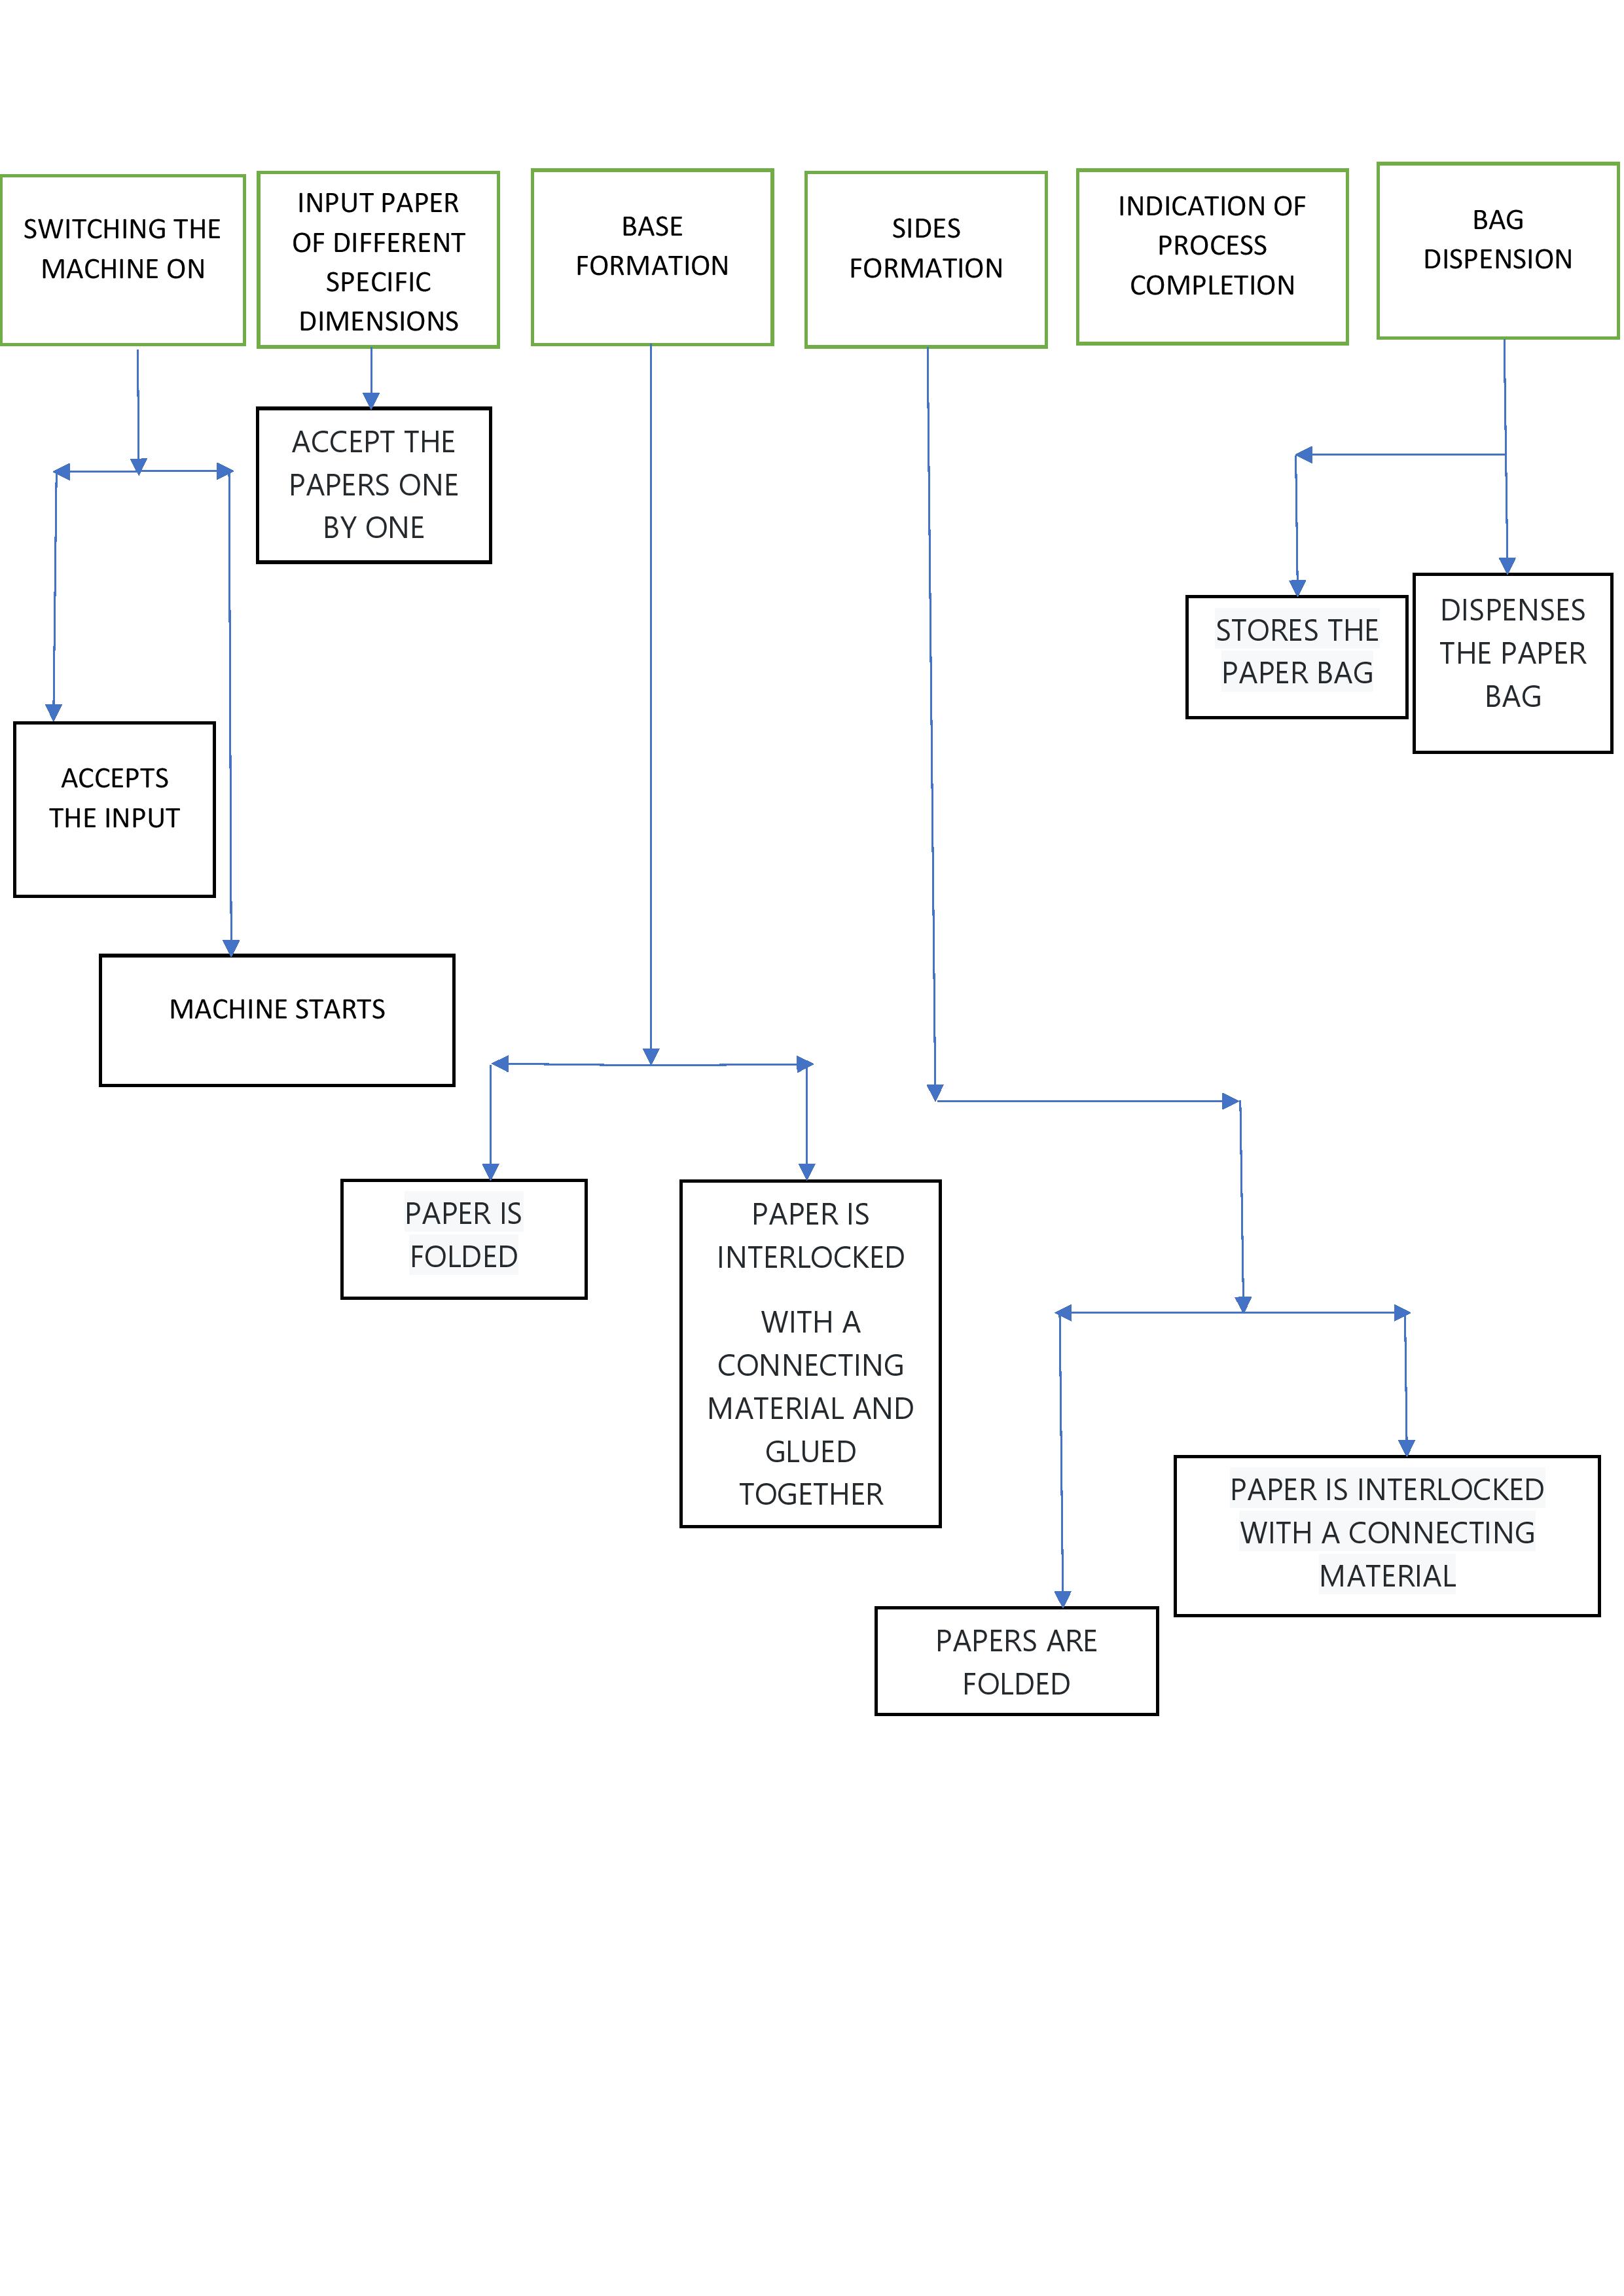 SWITCHING THE
MACHINE ON
INPUT PAPER
OF DIFFERENT
SPECIFIC
DIMENSIONS
BASE
FORMATION
SIDES
FORMATION
INDICATION OF
PROCESS
COMPLETION
BAG
DISPENSION
ACCEPT THE
PAPERS ONE
BY ONE
STORES THE
PAPER BAG
DISPENSES
THE PAPER
BAG
ACCEPTS
THE INPUT
MACHINE STARTS
PAPER IS
FOLDED
PAPER IS
INTERLOCKED
WITH A
CONNECTING
MATERIAL AND
GLUED
TOGETHER
PAPER IS INTERLOCKED
WITH A CONNECTING
MATERIAL
PAPERS ARE
FOLDED